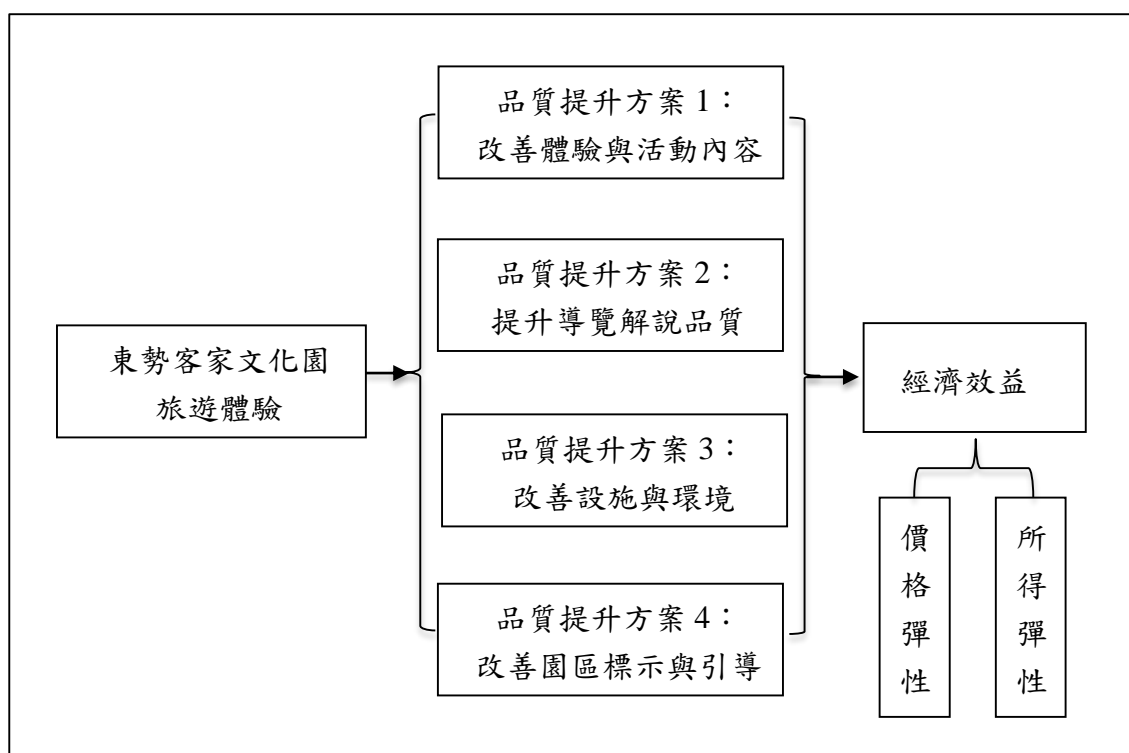 品質提升方案 1：
改善體驗與活動內容
品質提升方案 2：
提升導覽解說品質
東勢客家文化園
旅遊體驗
經濟效益
品質提升方案 3：
改善設施與環境
價格彈性
所得彈性
品質提升方案 4：
改善園區標示與引導